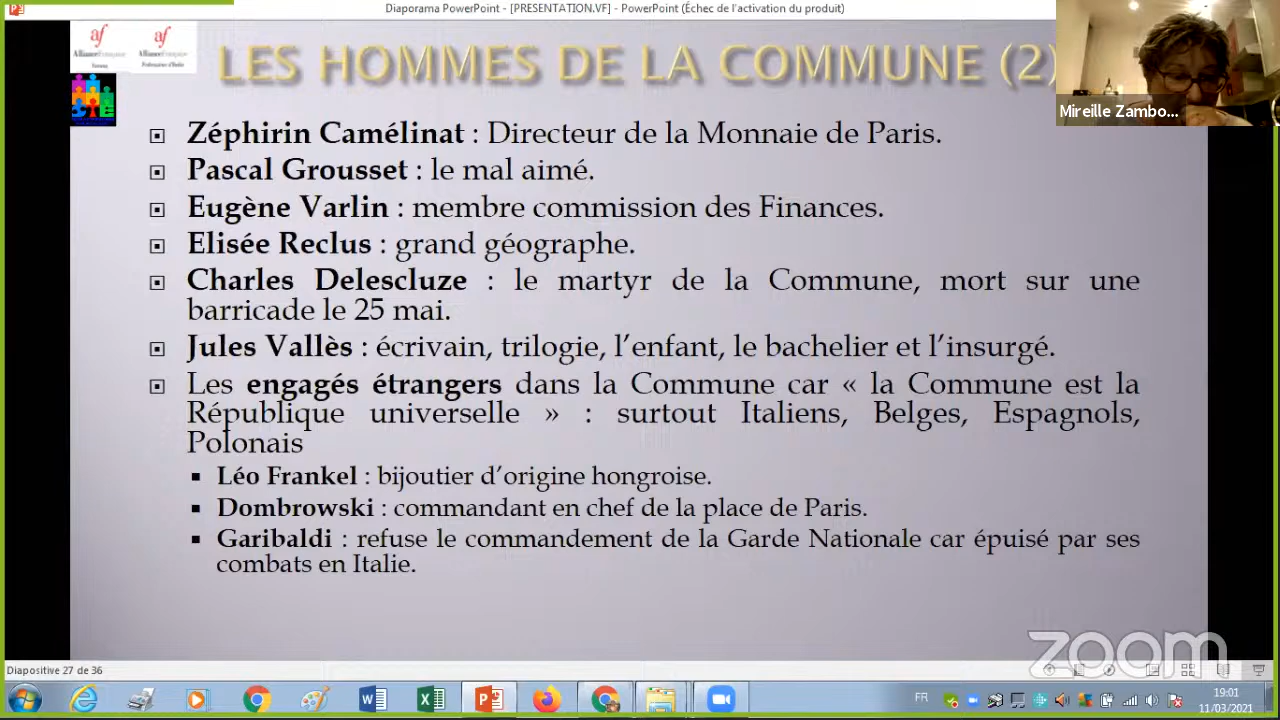 Diaporama PowerPoint - [PRESENTATION.VF] - PowerPoint (Échec de l'activation du produit)
af af
AllianceFrançaise AllianceFrançaise
LES HOMMES DE LA COMMUNE (2)
Mireille Zambo...
Zéphirin Camélinat : Directeur de la Monnaie de Paris.
Pascal Grousset : le mal aimé.
Eugène Varlin : membre commission des Finances.
Elisée Reclus : grand géographe.
Charles Delescluze : le martyr de la Commune, mort sur une
barricade le 25 mai.
Jules Vallès : écrivain, trilogie, l’enfant, le bachelier et l’insurgé.
Les engagés étrangers dans la Commune car « la Commune est la
République universelle » : surtout Italiens, Belges, Espagnols,
Polonais
Léo Frankel : bijoutier d’origine hongroise.
Dombrowski : commandant en chef de la place de Paris.
Garibaldi : refuse le commandement de la Garde Nationale car épuisé par ses
combats en Italie.
zoom
Diapositive 27 de 36
FR
19:01
11/03/2021